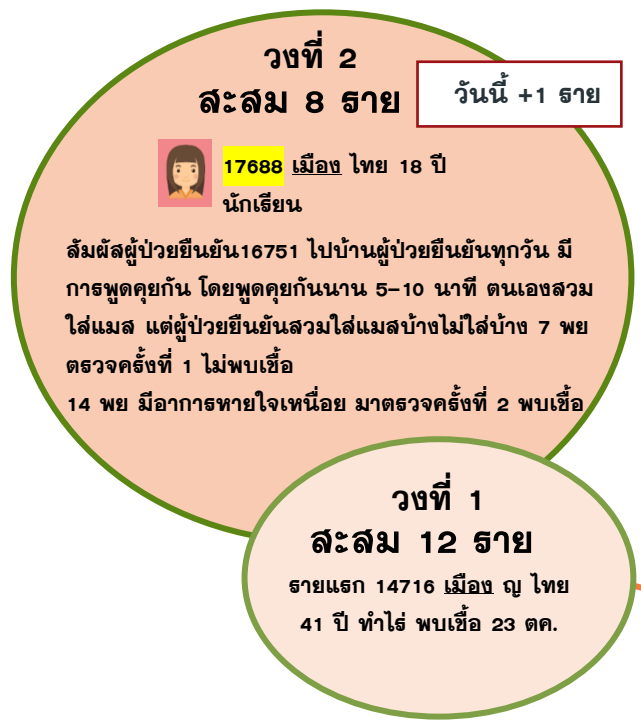 วงที่ 2
สะสม 8 ราย
วันนี้ +1 ราย
17688 เมือง ไทย 18 ปี
นักเรียน
สัมผัสผู้ป่วยยืนยัน16751 ไปบ้านผู้ป่วยยืนยันทุกวัน มี
การพูดคุยกัน โดยพูดคุยกันนาน 5-10 นาที ตนเองสวม
ใส่แมส แต่ผู้ป่วยยืนยันสวมใส่แมสบ้างไม่ใส่บ้าง 7 พย
ตรวจครั้งที่ 1 ไม่พบเชื้อ
14 พย มีอาการหายใจเหนื่อย มาตรวจครั้งที่ 2 พบเชื้อ
วงที่ 1
สะสม 12 ราย
รายแรก 14716 เมือง ญ ไทย
41 ปี ทำไร่ พบเชื้อ 23 ตค.